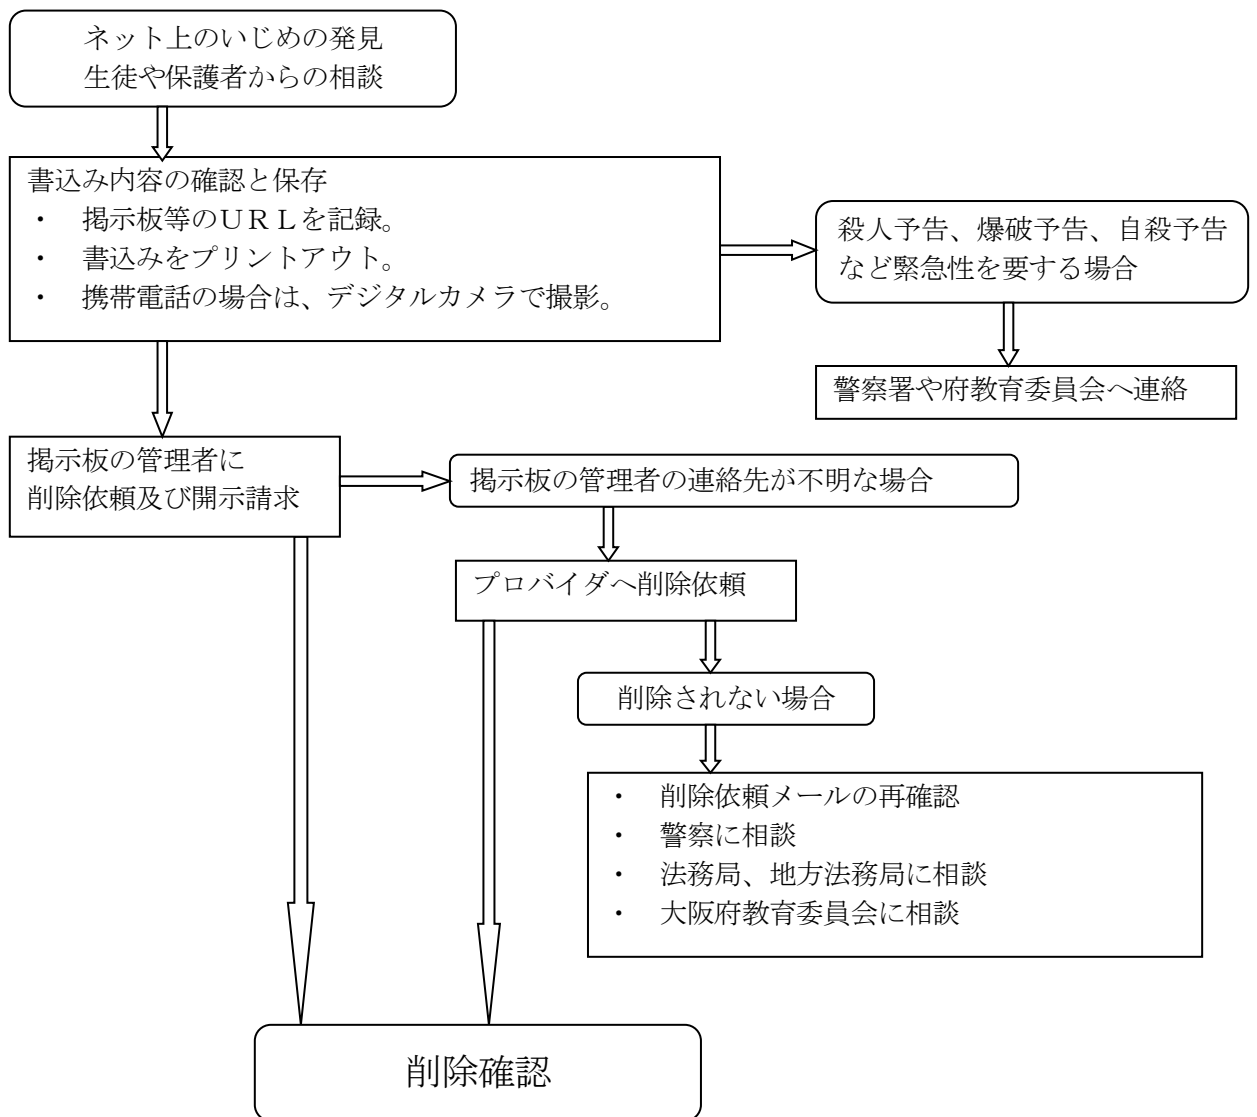 ネット上のいじめの発見
生徒や保護者からの相談
書込み内容の確認と保存
・ 掲示板等のＵＲＬを記録。
・ 書込みをプリントアウト。
・ 携帯電話の場合は、デジタルカメラで撮影。
殺人予告、爆破予告、自殺予告
など緊急性を要する場合
警察署や府教育委員会へ連絡
掲示板の管理者に
削除依頼及び開示請求
掲示板の管理者の連絡先が不明な場合
プロバイダへ削除依頼
削除されない場合
・ 削除依頼メールの再確認
・ 警察に相談
・ 法務局、地方法務局に相談
・ 大阪府教育委員会に相談
削除確認